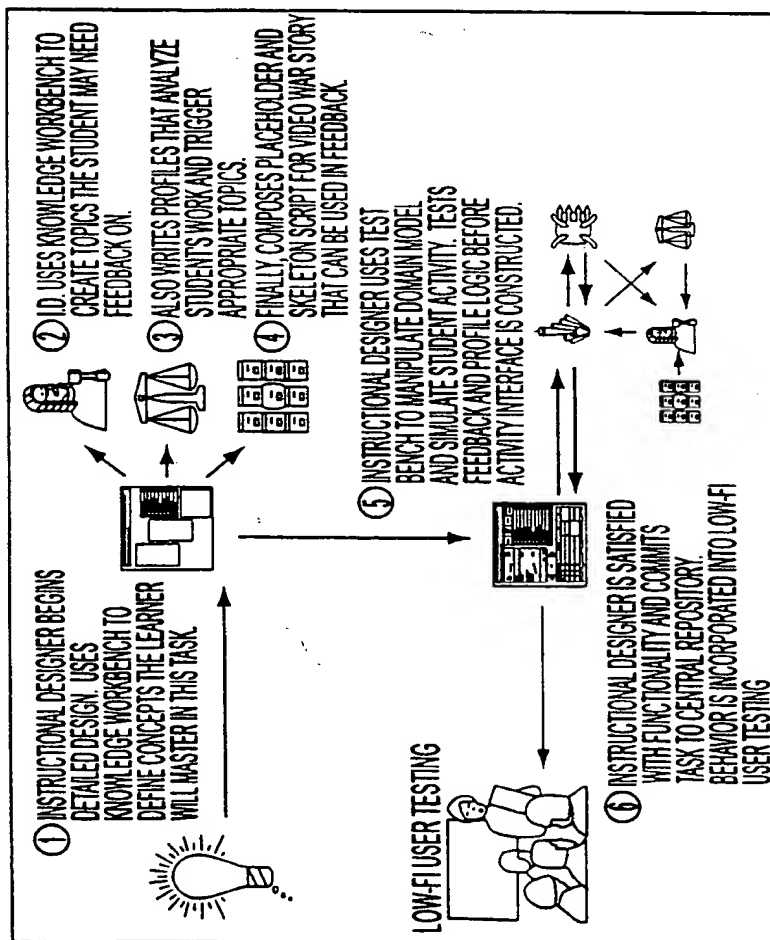 ① INSTRUCTIONAL DESIGNER BEGINS
DETAILED DESIGN. USES
KNOWLEDGE WORKBENCH TO
DEFINE CONCEPTS THE LEARNER
WILL MASTER IN THIS TASK.
② I.D. USES KNOWLEDGE WORKBENCH TO
CREATE TOPICS THE STUDENT MAY NEED
FEEDBACK ON.
③ ALSO WRITES PROFILES THAT ANALYZE
STUDENT'S WORK AND TRIGGER
APPROPRIATE TOPICS.
④ FINALLY, COMPOSES PLACEHOLDER AND
SKELETON SCRIPT FOR VIDEO WAR STORY
THAT CAN BE USED IN FEEDBACK.
⑤ INSTRUCTIONAL DESIGNER USES TEST
BENCH TO MANIPULATE DOMAIN MODEL
AND SIMULATE STUDENT ACTIVITY. TESTS
FEEDBACK AND PROFILE LOGIC BEFORE
ACTIVITY INTERFACE IS CONSTRUCTED.
LOW-FI USER TESTING
⑥ INSTRUCTIONAL DESIGNER IS SATISFIED
WITH FUNCTIONALITY AND COMMITS
TASK TO CENTRAL REPOSITORY.
BEHAVIOR IS INCORPORATED INTO LOW-FI
USER TESTING